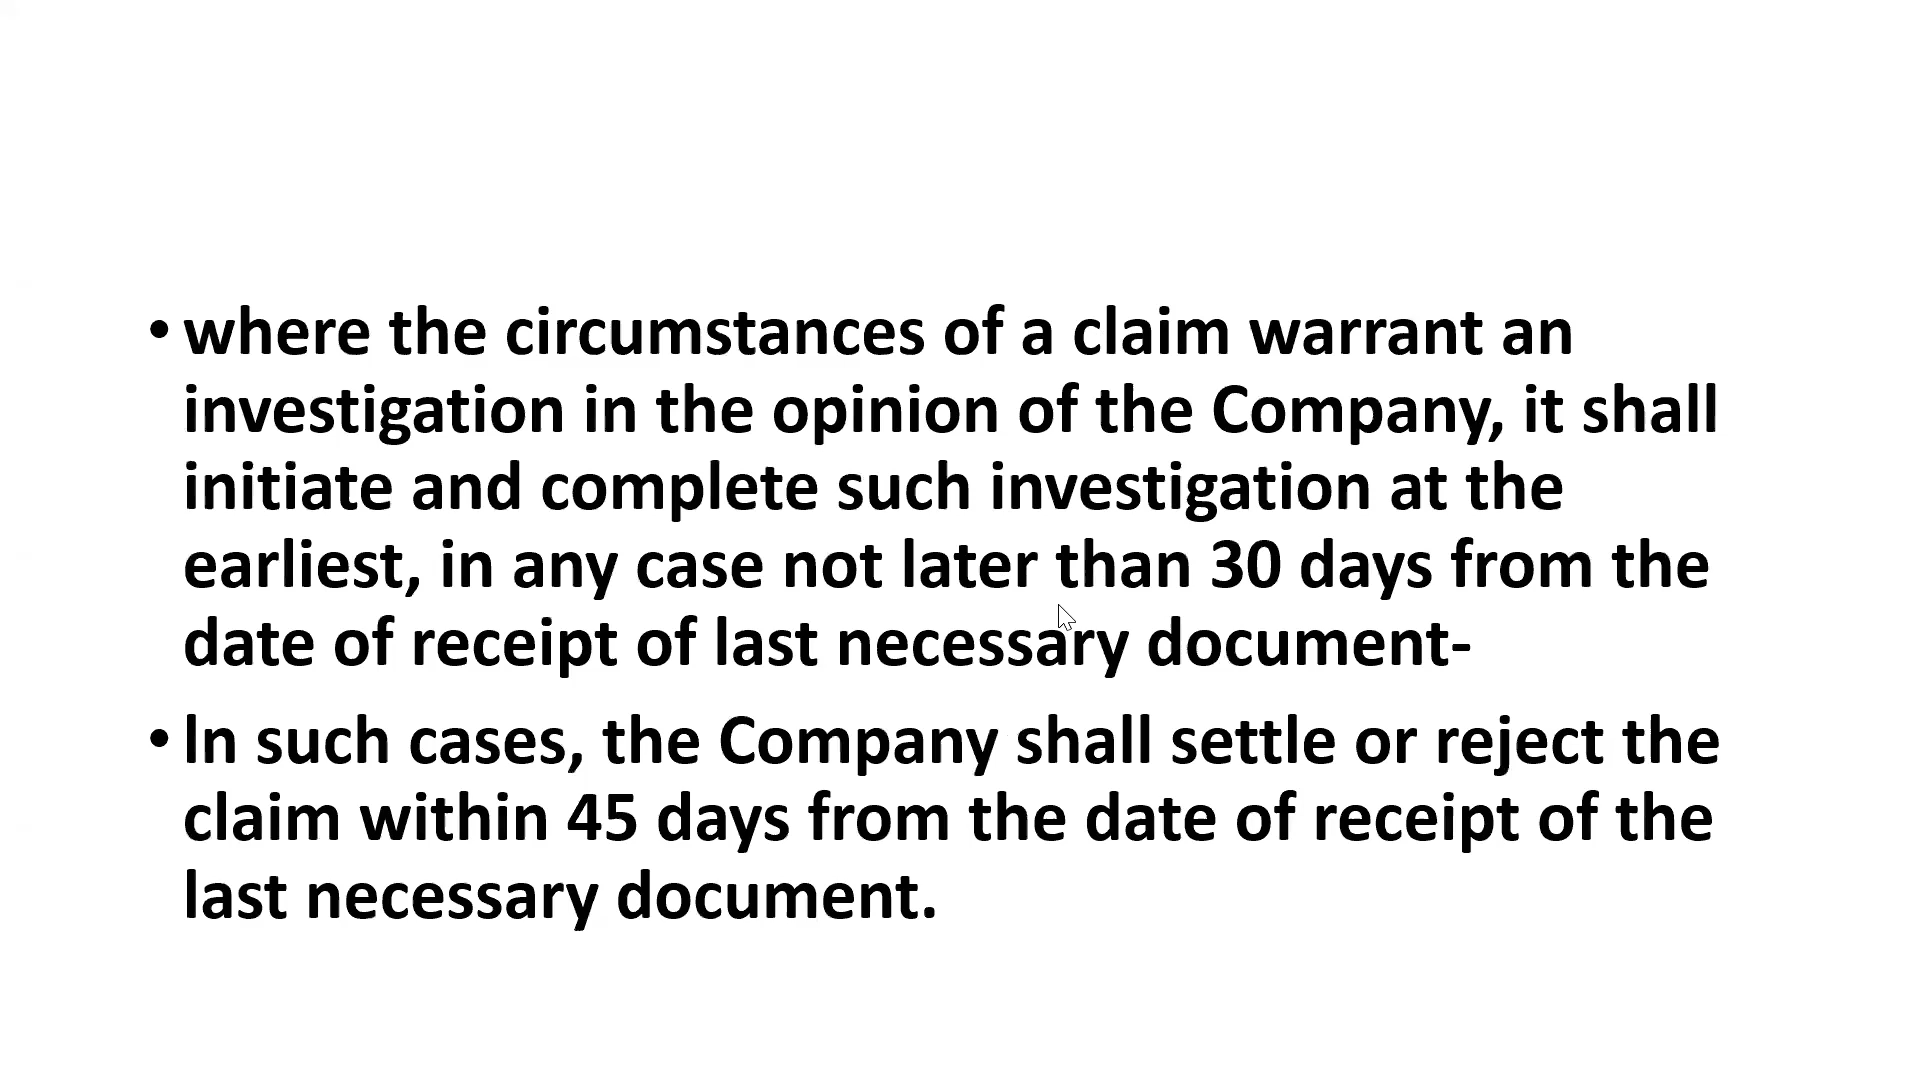 • where the circumstances of a claim warrant an
investigation in the opinion of the Company, it shall
initiate and complete such investigation at the
earliest, in any case not later than 30 days from the
date of receipt of last necessary document-
• In such cases, the Company shall settle or reject the
claim within 45 days from the date of receipt of the
last necessary document.